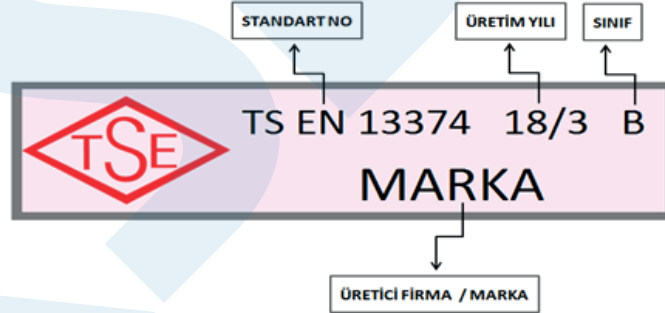 STANDART NO ÜRETİM YILI SINIF
TSE TS EN 13374 18/3 B
MARKA
ÜRETİCİ FİRMA / MARKA